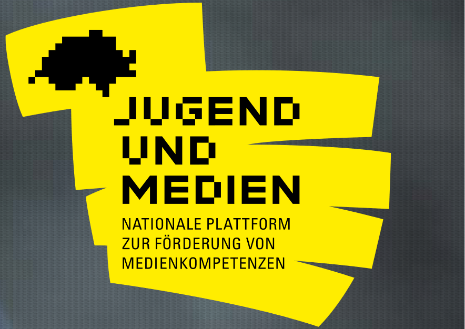 JUGEND
UND
MEDIEN
NATIONALE PLATTFORM
ZUR FÖRDERUNG VON
MEDIENKOMPETENZEN